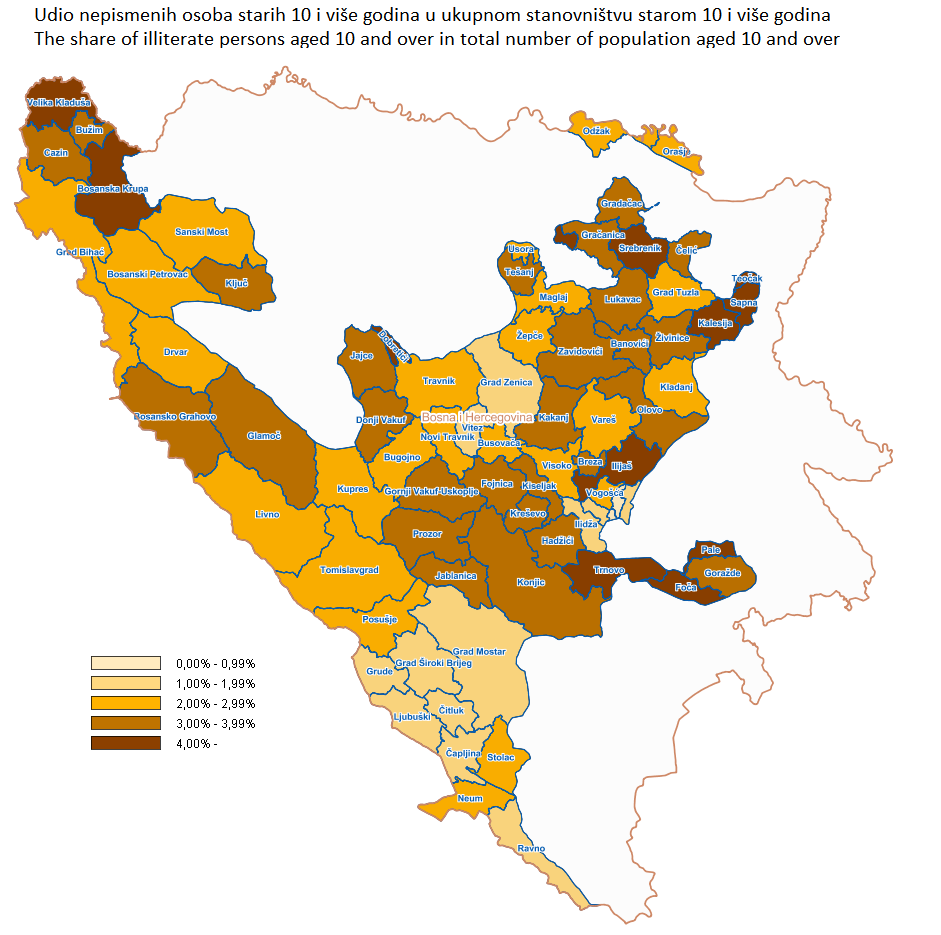 Udio nepismenih osoba starih 10 i više godina u ukupnom stanovništvu starom 10 i više godina
The share of illiterate persons aged 10 and over in total number of population aged 10 and over
Velika Kladuša
Bužim
Cazin
Bosanska Krupa
Grad Bihać
Sanski Most
Bosanski Petrovac
Ključ
Drvar
Bosansko Grahovo
Glamoč
Odžak
Orašje
Gradačac
Gračanica
Srebrenik
Čelić
Usora
Tešanj
Maglaj
Lukavac
Grad Tuzla
Teočak
Sapna
Kalesija
Živinice
Banovići
Zavidovići
Žepče
Dobretići
Jajce
Travnik
Grad Zenica
Kladanj
Olovo
Vareš
Kakanj
Bosna i Hercegovina
Donji Vakuf
Vitez
Novi Travnik
Busovača
Bugojno
Visoko
Breza
Ilijaš
Kupres
Gornji Vakuf-Uskoplje
Fojnica
Kiseljak
Vogošća
Livno
Kreševo
Ilidža
Prozor
Hadžići
Pale
Tomislavgrad
Jablanica
Konjic
Trnovo
Goražde
Foča
Posušje
Grad Mostar
Grad Široki Brijeg
Grude
Ljubuški
Čitluk
Čapljina
Stolac
Neum
Ravno
0,00% - 0,99%
1,00% - 1,99%
2,00% - 2,99%
3,00% - 3,99%
4,00% -